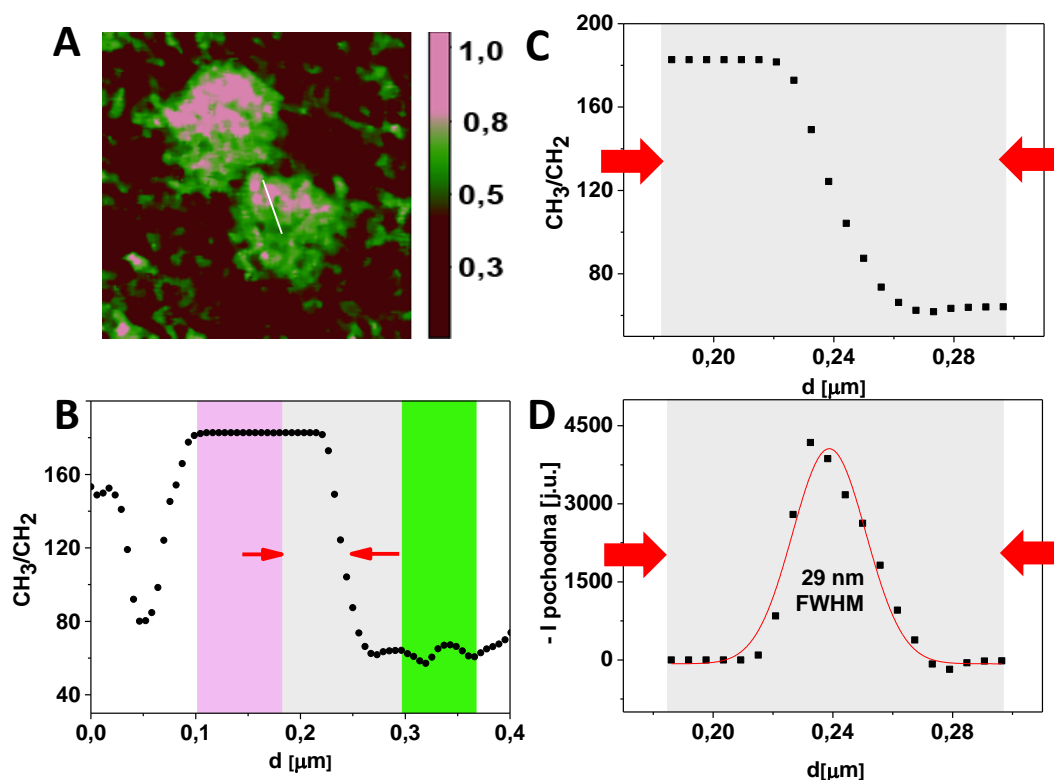 A
1,0
0,8
0,5
0,3
C
200
160
120
80
CH3/CH2
0,20 0,24 0,28
d [μm]
B
160
120
80
40
CH3/CH2
0,0 0,1 0,2 0,3 0,4
d [μm]
D
4500
3000
1500
0
- I pochodna [j.u.]
29 nm
FWHM
0,20 0,24 0,28
d[μm]